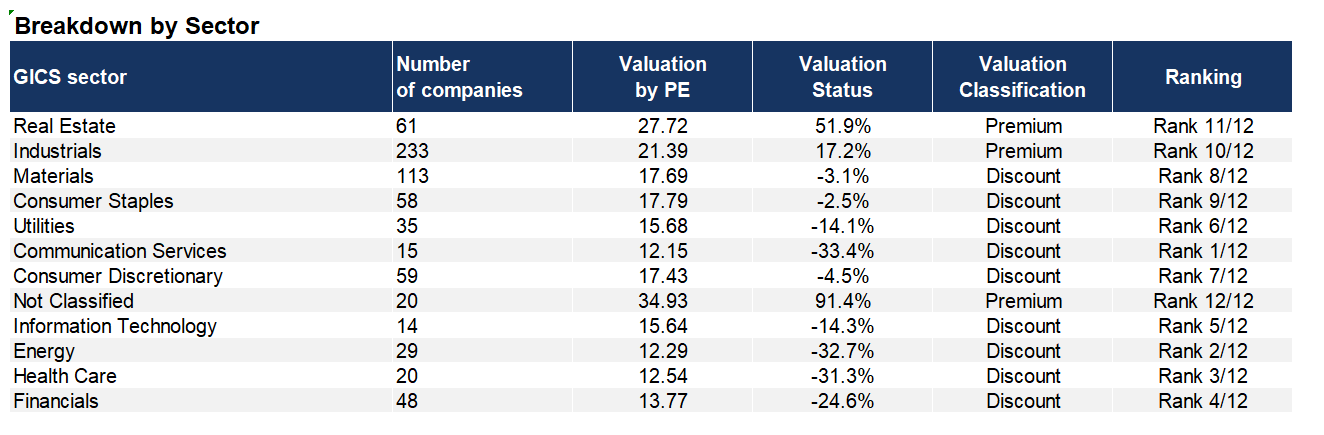 Breakdown by Sector
GICS sector Number of companies Valuation by PE Valuation Status Valuation Classification Ranking
Real Estate 61 27.72 51.9% Premium Rank 11/12
Industrials 233 21.39 17.2% Premium Rank 10/12
Materials 113 17.69 -3.1% Discount Rank 8/12
Consumer Staples 58 17.79 -2.5% Discount Rank 9/12
Utilities 35 15.68 -14.1% Discount Rank 6/12
Communication Services 15 12.15 -33.4% Discount Rank 1/12
Consumer Discretionary 59 17.43 -4.5% Discount Rank 7/12
Not Classified 20 34.93 91.4% Premium Rank 12/12
Information Technology 14 15.64 -14.3% Discount Rank 5/12
Energy 29 12.29 -32.7% Discount Rank 2/12
Health Care 20 12.54 -31.3% Discount Rank 3/12
Financials 48 13.77 -24.6% Discount Rank 4/12